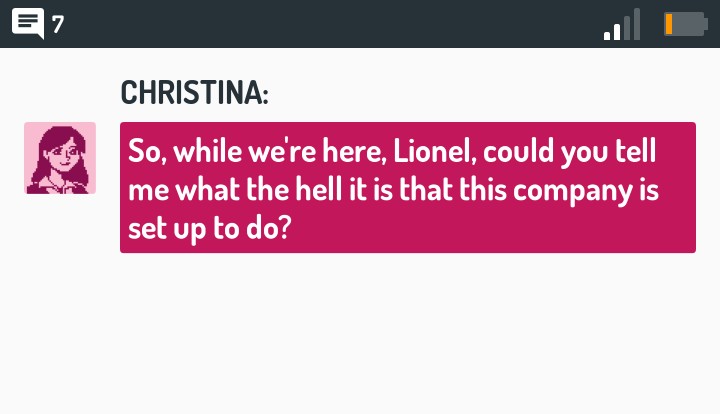 7
CHRISTINA:
So, while we're here, Lionel, could you tell
me what the hell it is that this company is
set up to do?